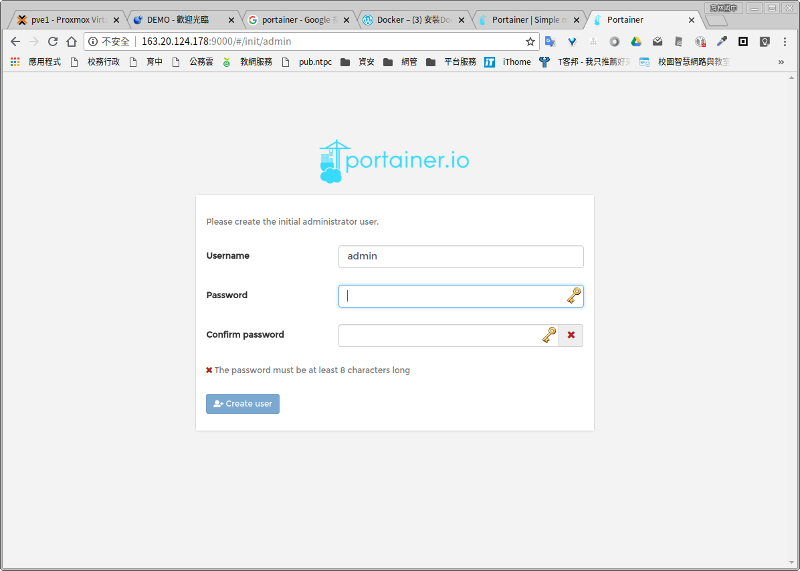 pve1 - Proxmox Virtu
DEMO - 歡迎光臨
portainer - Google
Docker – (3) 安裝Do
Portainer | Simple m
Portainer
不安全 | 163.20.124.178:9000/#/init/admin
應用程式 校務行政 育中 公務雲 教網服務 pub.ntpc 資安 網管 平台服務 iThome T客邦 - 我只推薦好 校園智慧網路與教室
portainer.io
Please create the initial administrator user.
Username admin
Password
Confirm password
The password must be at least 8 characters long
Create user